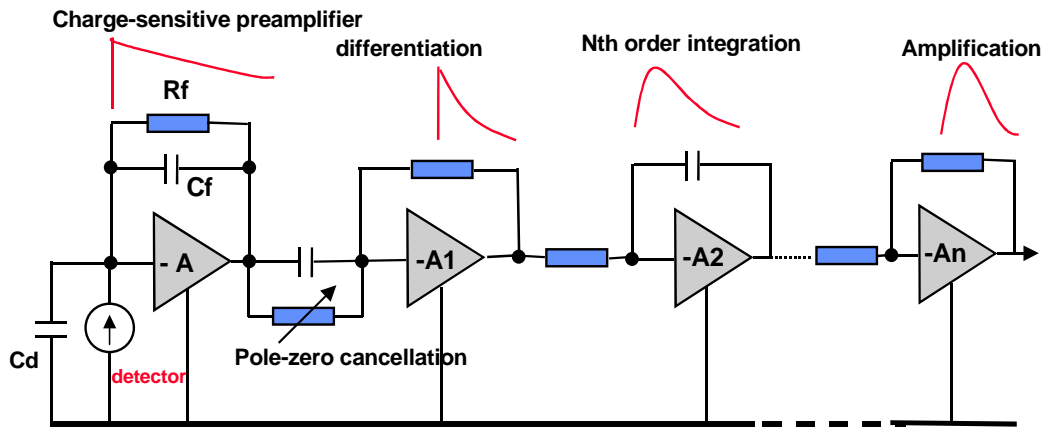 Charge-sensitive preamplifier
differentiation
Nth order integration
Amplification
Rf
Cf
- A
-A1
-A2
-An
Cd
detector
Pole-zero cancellation